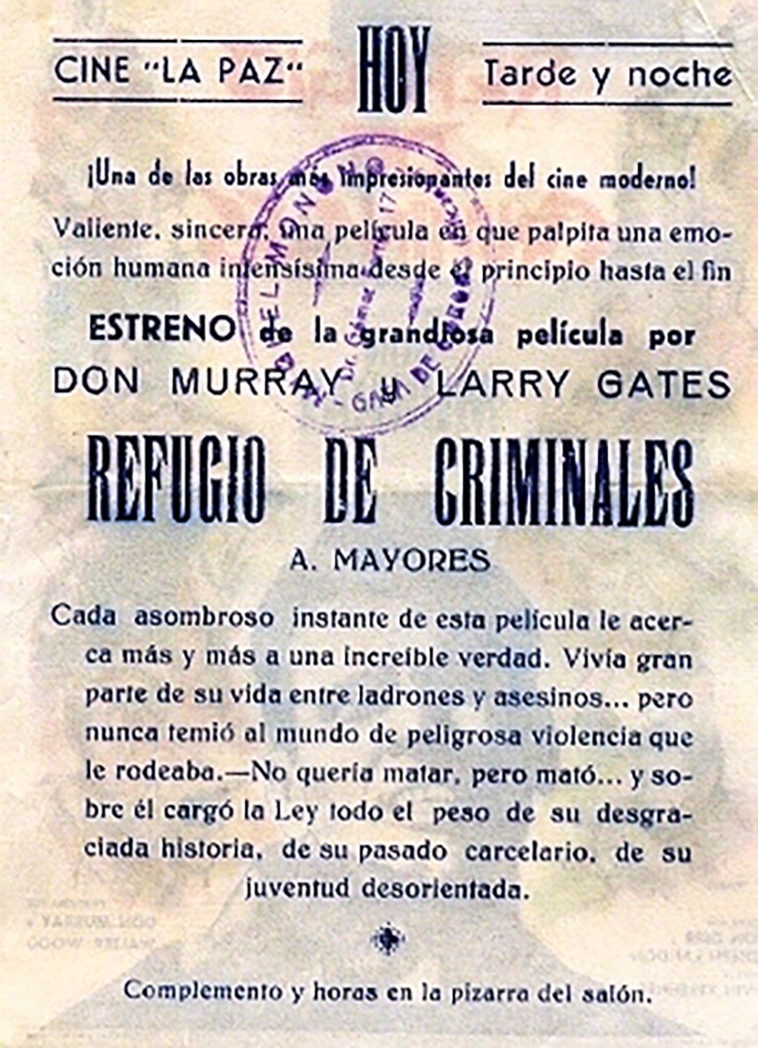 CINE "LA PAZ" HOY Tarde y noche
¡Una de las obras más impresionantes del cine moderno!
Valiente, sincera, una película en que palpita una emo-
ción humana intensísima desde el principio hasta el fin
ESTRENO de la grandiosa película por
DON MURRAY y LARRY GATES
REFUGIO DE CRIMINALES
A. MAYORES
Cada asombroso instante de esta película le acer-
ca más y más a una increíble verdad. Vivía gran
parte de su vida entre ladrones y asesinos... pero
nunca temió al mundo de peligrosa violencia que
le rodeaba.—No quería matar, pero mató... y so-
bre él cargó la Ley todo el peso de su desgra-
ciada historia, de su pasado carcelario, de su
juventud desorientada.
Complemento y horas en la pizarra del salón.